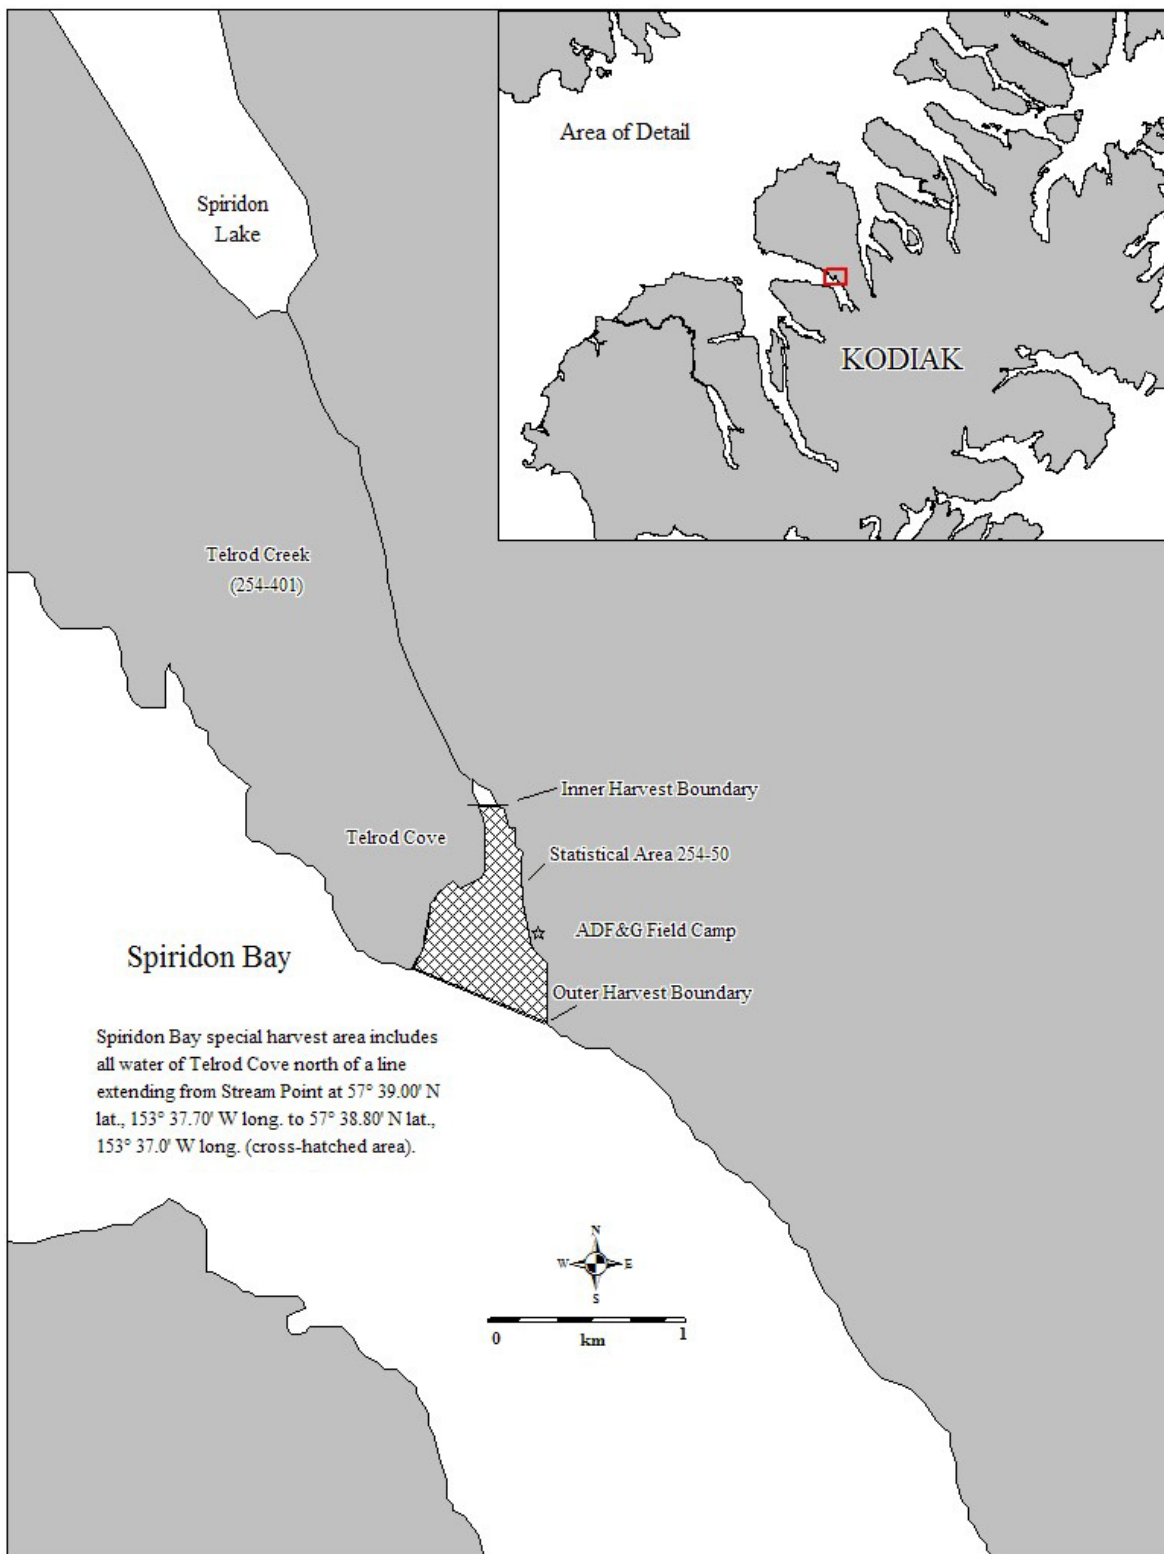 Area of Detail
KODIAK
Spiridon
Lake
Telrod Creek
(254-401)
Inner Harvest Boundary
Telrod Cove
Statistical Area 254-50
ADF&G Field Camp
Spiridon Bay
Outer Harvest Boundary
Spiridon Bay special harvest area includes
all water of Telrod Cove north of a line
extending from Stream Point at 57° 39.00' N
lat., 153° 37.70' W long. to 57° 38.80' N lat.,
153° 37.0' W long. (cross-hatched area).
N
W E
S
0 km 1